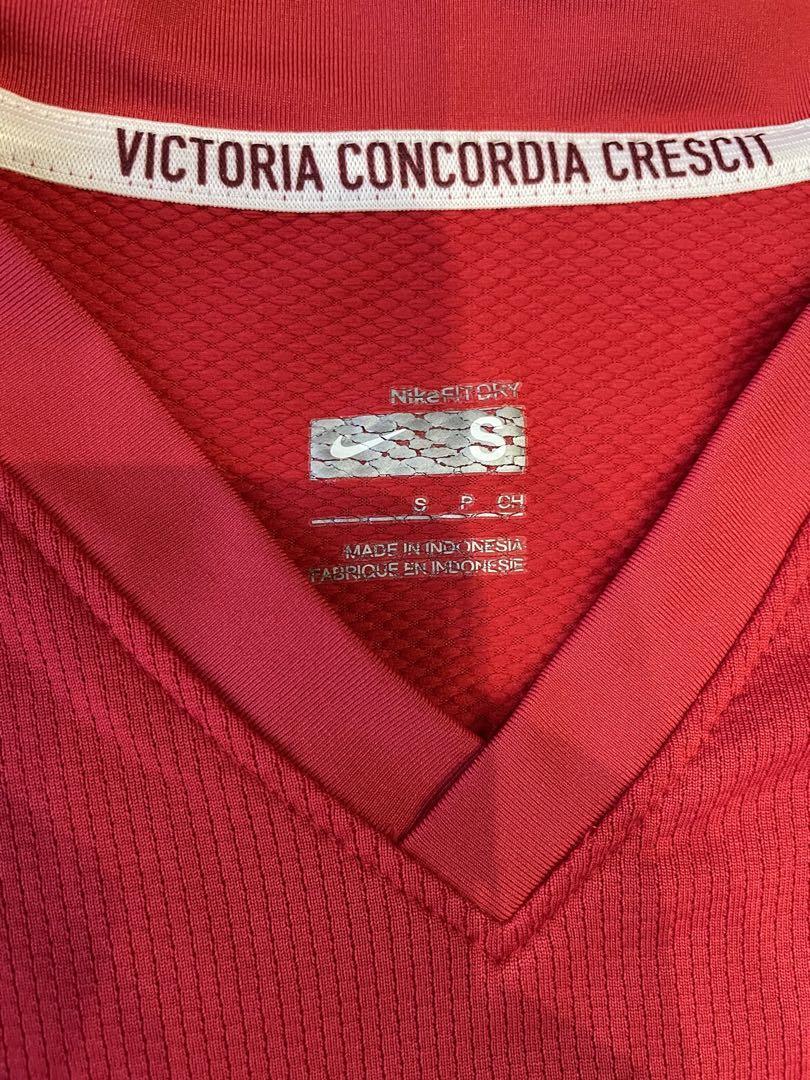 VICTORIA CONCORDIA CRESCIT
NikeFITDRY
S
S P CH
MADE IN INDONESIA
FABRIQUE EN INDONESIE